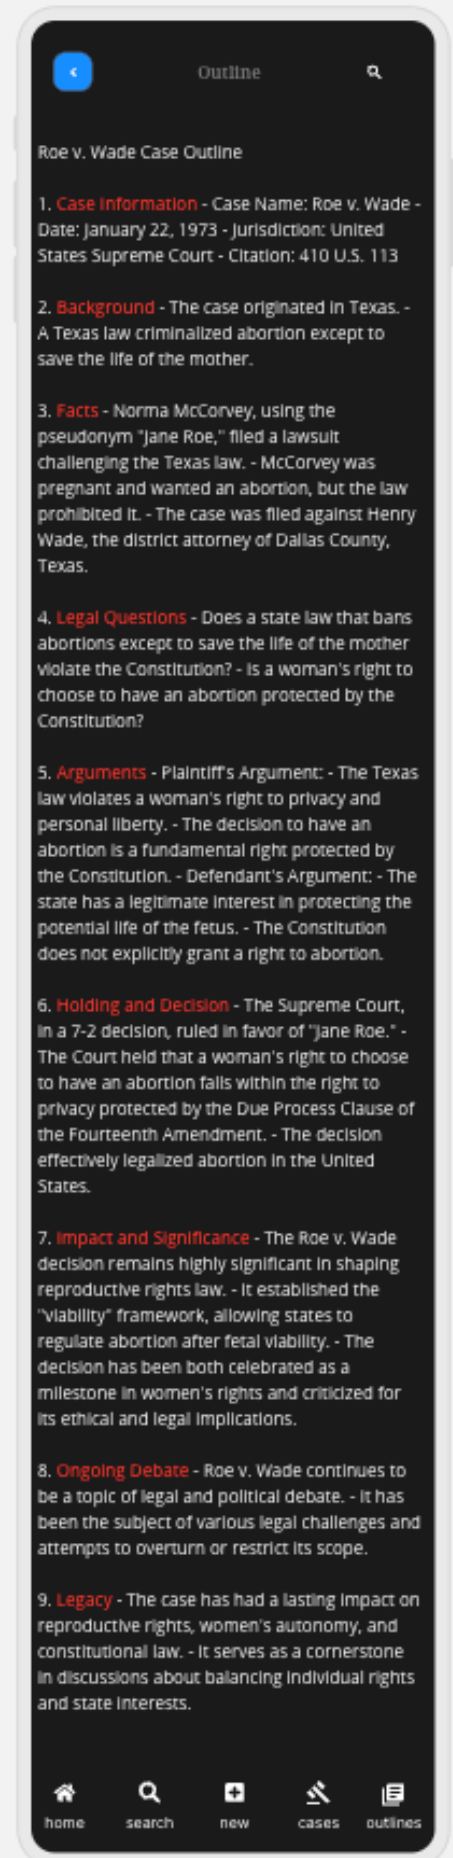 Outline
Roe v. Wade Case Outline
1. Case Information - Case Name: Roe v. Wade -
Date: January 22, 1973 - Jurisdiction: United
States Supreme Court - Citation: 410 U.S. 113
2. Background - The case originated in Texas. -
A Texas law criminalized abortion except to
save the life of the mother.
3. Facts - Norma McCorvey, using the
pseudonym "Jane Roe," filed a lawsuit
challenging the Texas law. - McCorvey was
pregnant and wanted an abortion, but the law
prohibited it. - The case was filed against Henry
Wade, the district attorney of Dallas County,
Texas.
4. Legal Questions - Does a state law that bans
abortions except to save the life of the mother
violate the Constitution? - Is a woman's right to
choose to have an abortion protected by the
Constitution?
5. Arguments - Plaintiff's Argument: - The Texas
law violates a woman's right to privacy and
personal liberty. - The decision to have an
abortion is a fundamental right protected by
the Constitution. - Defendant's Argument: - The
state has a legitimate interest in protecting the
potential life of the fetus. - The Constitution
does not explicitly grant a right to abortion.
6. Holding and Decision - The Supreme Court,
in a 7-2 decision, ruled in favor of "Jane Roe." -
The Court held that a woman's right to choose
to have an abortion falls within the right to
privacy protected by the Due Process Clause of
the Fourteenth Amendment. - The decision
effectively legalized abortion in the United
States.
7. Impact and Significance - The Roe v. Wade
decision remains highly significant in shaping
reproductive rights law. - It established the
"viability" framework, allowing states to
regulate abortion after fetal viability. - The
decision has been both celebrated as a
milestone in women's rights and criticized for
its ethical and legal implications.
8. Ongoing Debate - Roe v. Wade continues to
be a topic of legal and political debate. - It has
been the subject of various legal challenges and
attempts to overturn or restrict its scope.
9. Legacy - The case has had a lasting impact on
reproductive rights, women's autonomy, and
constitutional law. - It serves as a cornerstone
in discussions about balancing individual rights
and state interests.
home search new cases outlines